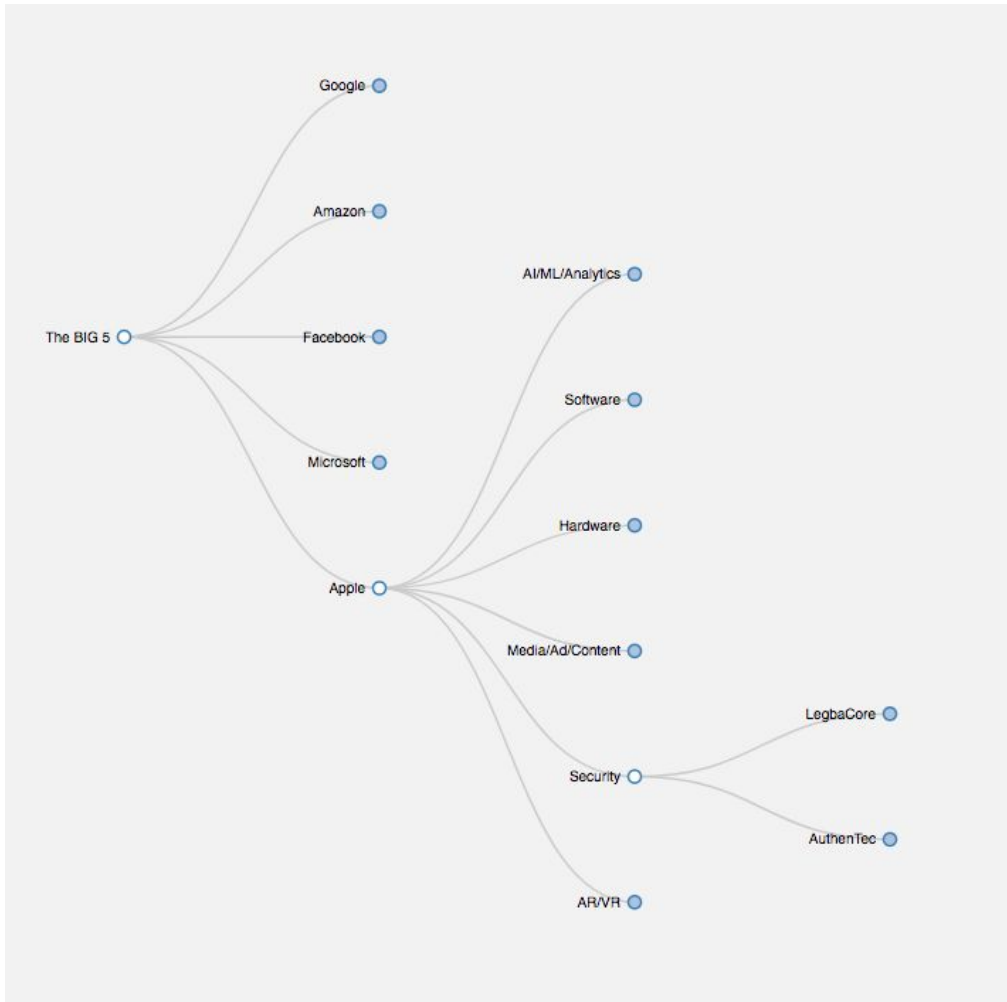 Google
Amazon
AI/ML/Analytics
The BIG 5
Facebook
Software
Microsoft
Hardware
Apple
Media/Ad/Content
LegbaCore
Security
AuthenTec
AR/VR